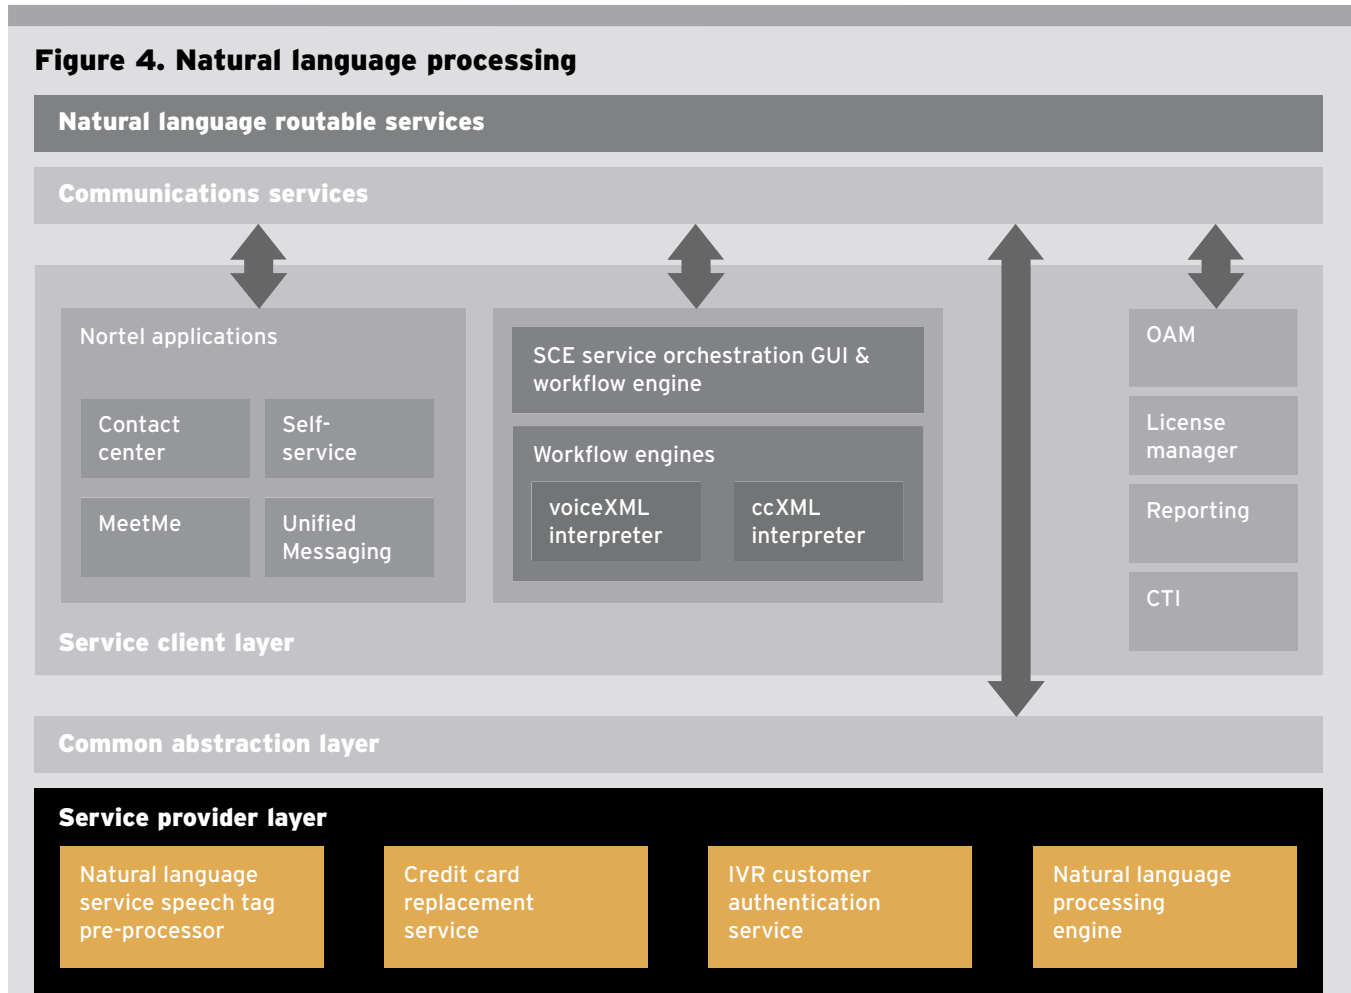 Figure 4. Natural language processing
Natural language routable services
Communications services
Nortel applications
Contact
center
Self-
service
MeetMe
Unified
Messaging
SCE service orchestration GUI &
workflow engine
Workflow engines
voiceXML
interpreter
ccXML
interpreter
OAM
License
manager
Reporting
CTI
Service client layer
Common abstraction layer
Service provider layer
Natural language
service speech tag
pre-processor
Credit card
replacement
service
IVR customer
authentication
service
Natural language
processing
engine